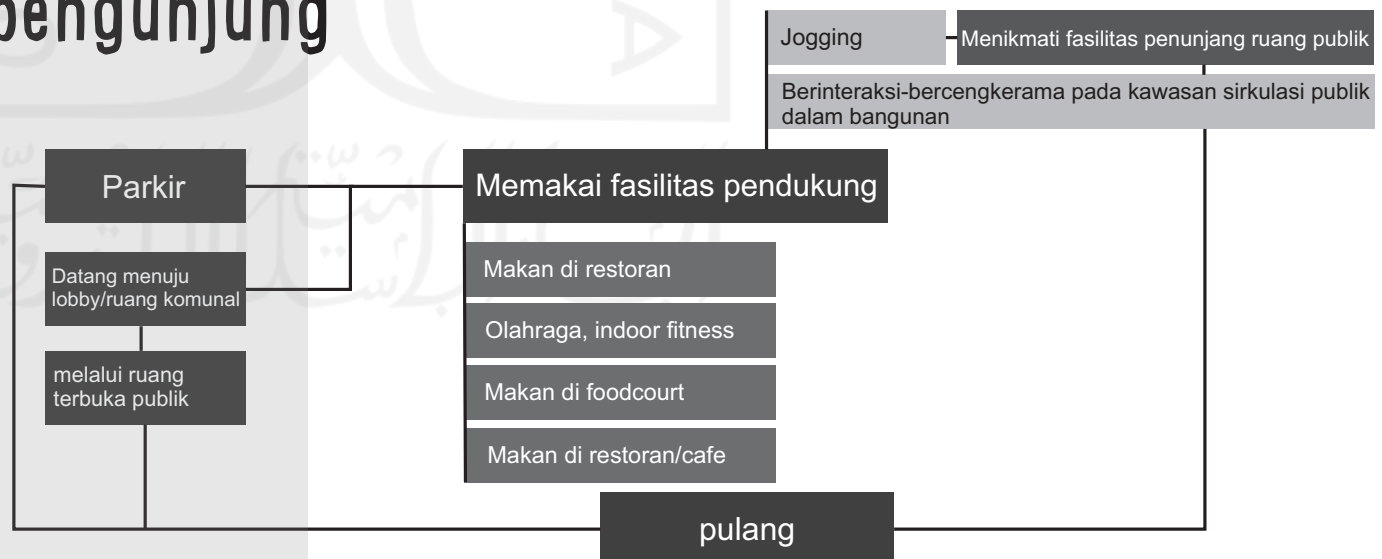 pengunjung
Jogging
Menikmati fasilitas penunjang ruang publik
Berinteraksi-bercengkerama pada kawasan sirkulasi publik
dalam bangunan
Parkir
Memakai fasilitas pendukung
Datang menuju
lobby/ruang komunal
melalui ruang
terbuka publik
Makan di restoran
Olahraga, indoor fitness
Makan di foodcourt
Makan di restoran/cafe
pulang